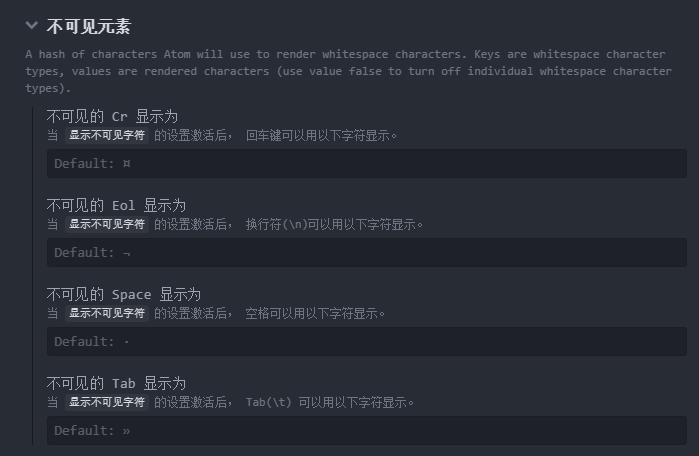 不可见元素
A hash of characters Atom will use to render whitespace characters. Keys are whitespace character
types, values are rendered characters (use value false to turn off individual whitespace character
types).
不可见的 Cr 显示为
当 显示不可见字符 的设置激活后， 回车键可以用以下字符显示。
Default: ¤
不可见的 Eol 显示为
当 显示不可见字符 的设置激活后， 换行符(\n)可以用以下字符显示。
Default: ¬
不可见的 Space 显示为
当 显示不可见字符 的设置激活后， 空格可以用以下字符显示。
Default: ·
不可见的 Tab 显示为
当 显示不可见字符 的设置激活后， Tab(\t) 可以用以下字符显示。
Default: »